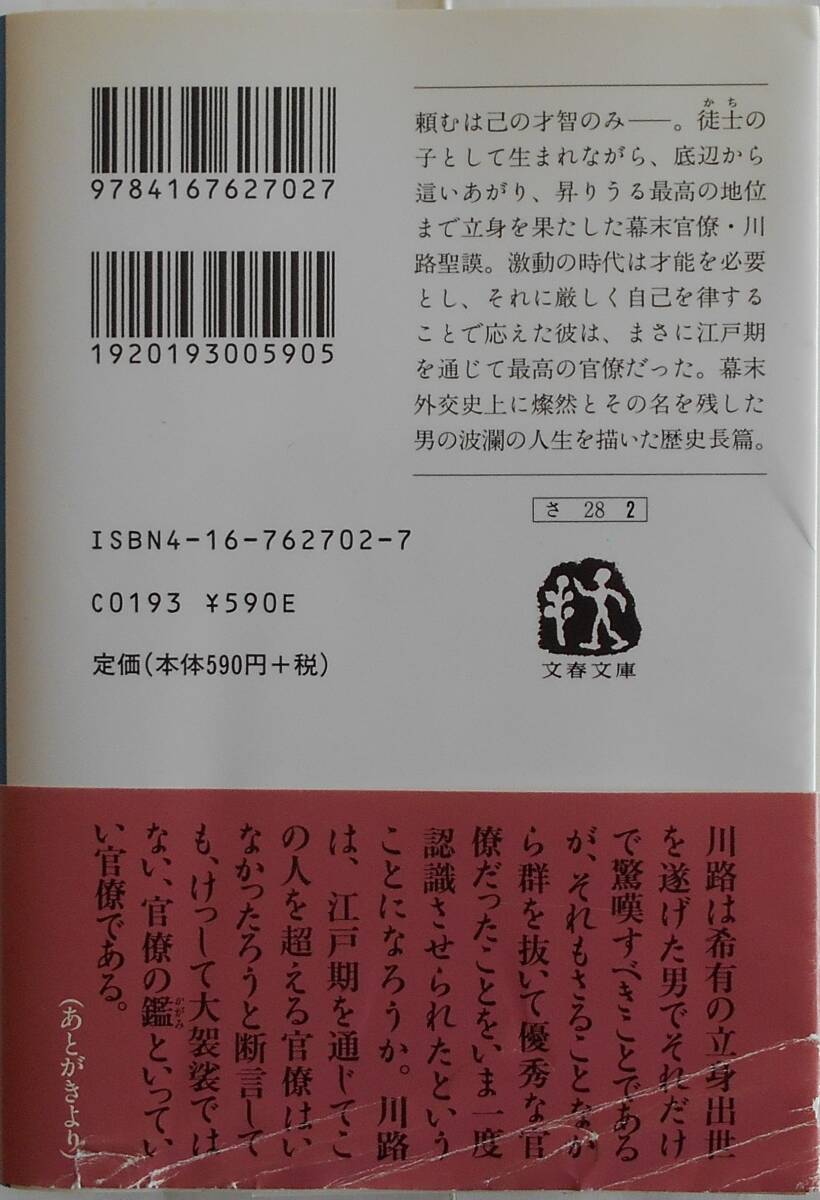 9784167627027
1920193005905
頼むは己の才智のみ――。徒士の
かち
子として生まれながら、底辺から
這いあがり、昇りうる最高の地位
まで立身を果たした幕末官僚・川
路聖謨。激動の時代は才能を必要
とし、それに厳しく自己を律する
ことで応えた彼は、まさに江戸期
を通じて最高の官僚だった。幕末
外交史上に燦然とその名を残した
男の波瀾の人生を描いた歴史長篇。
さ 28 2
文春文庫
ISBN4-16-762702-7
C0193 ¥590E
定価(本体590円+税)
川路は希有の立身出世
を遂げた男でそれだけ
で驚嘆すべきことである
が、それもさることなが
ら群を抜いて優秀な官
僚だったことを、いま一度
認識させられたという
ことになろうか。川路
は、江戸期を通じてこ
の人を超える官僚はい
なかったろうと断言して
も、けっして大袈裟では
ない、官僚の鑑といってい
かがみ
い官僚である。
(あとがきより)